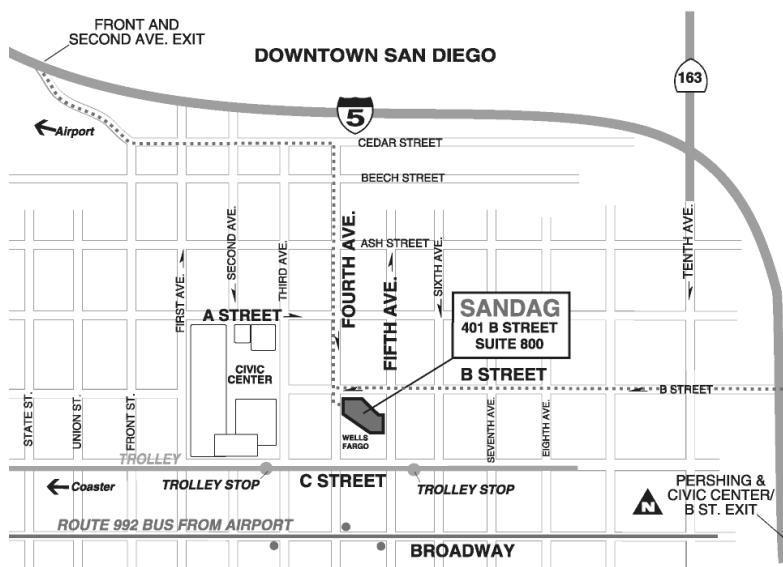 FRONT AND
SECOND AVE. EXIT
DOWNTOWN SAN DIEGO
163
5
Airport
CEDAR STREET
BEECH STREET
FIRST AVE.
SECOND AVE.
THIRD AVE.
FOURTH AVE.
ASH STREET
FIFTH AVE.
SIXTH AVE.
TENTH AVE.
A STREET
SANDAG
401 B STREET
SUITE 800
CIVIC
CENTER
B STREET
B STREET
STATE ST.
UNION ST.
FRONT ST.
WELLS
FARGO
SEVENTH AVE.
EIGHTH AVE.
TROLLEY
TROLLEY STOP
C STREET
TROLLEY STOP
Coaster
PERSHING &
CIVIC CENTER/
B ST. EXIT
N
ROUTE 992 BUS FROM AIRPORT
BROADWAY